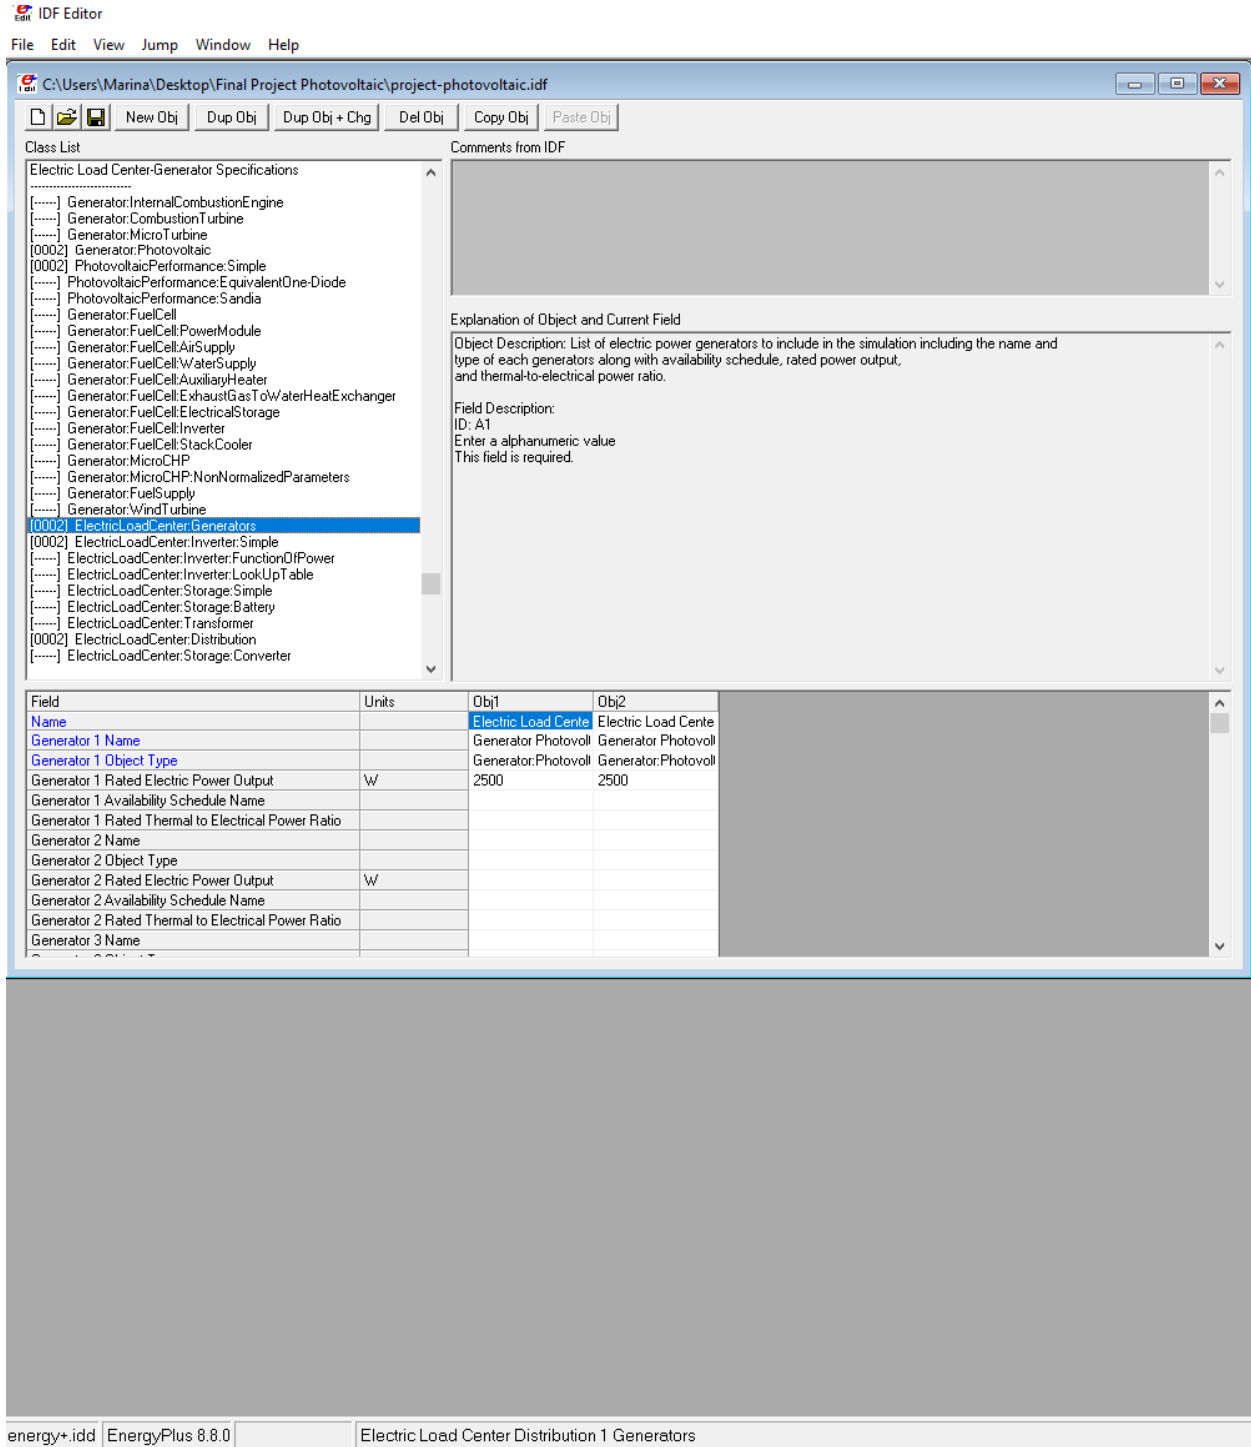 IDF Editor
File Edit View Jump Window Help
C:\Users\Marina\Desktop\Final Project Photovoltaic\project-photovoltaic.idf
New Obj Dup Obj Dup Obj + Chg Del Obj Copy Obj Paste Obj
Class List
Electric Load Center-Generator Specifications
--------------------------
[------] Generator:InternalCombustionEngine
[------] Generator:CombustionTurbine
[------] Generator:MicroTurbine
[0002] Generator:Photovoltaic
[0002] PhotovoltaicPerformance:Simple
[------] PhotovoltaicPerformance:EquivalentOne-Diode
[------] PhotovoltaicPerformance:Sandia
[------] Generator:FuelCell
[------] Generator:FuelCell:PowerModule
[------] Generator:FuelCell:AirSupply
[------] Generator:FuelCell:WaterSupply
[------] Generator:FuelCell:AuxiliaryHeater
[------] Generator:FuelCell:ExhaustGasToWaterHeatExchanger
[------] Generator:FuelCell:ElectricalStorage
[------] Generator:FuelCell:Inverter
[------] Generator:FuelCell:StackCooler
[------] Generator:MicroCHP
[------] Generator:MicroCHP:NonNormalizedParameters
[------] Generator:FuelSupply
[------] Generator:WindTurbine
[0002] ElectricLoadCenter:Generators
[0002] ElectricLoadCenter:Inverter:Simple
[------] ElectricLoadCenter:Inverter:FunctionOfPower
[------] ElectricLoadCenter:Inverter:LookUpTable
[------] ElectricLoadCenter:Storage:Simple
[------] ElectricLoadCenter:Storage:Battery
[------] ElectricLoadCenter:Transformer
[0002] ElectricLoadCenter:Distribution
[------] ElectricLoadCenter:Storage:Converter
Comments from IDF
Explanation of Object and Current Field
Object Description: List of electric power generators to include in the simulation including the name and
type of each generators along with availability schedule, rated power output,
and thermal-to-electrical power ratio.
Field Description:
ID: A1
Enter a alphanumeric value
This field is required.
Field Units Obj1 Obj2
Name Electric Load Cente Electric Load Cente
Generator 1 Name Generator Photovolt Generator Photovolt
Generator 1 Object Type Generator:Photovolt Generator:Photovolt
Generator 1 Rated Electric Power Output W 2500 2500
Generator 1 Availability Schedule Name
Generator 1 Rated Thermal to Electrical Power Ratio
Generator 2 Name
Generator 2 Object Type
Generator 2 Rated Electric Power Output W
Generator 2 Availability Schedule Name
Generator 2 Rated Thermal to Electrical Power Ratio
Generator 3 Name
energy+.idd EnergyPlus 8.8.0 Electric Load Center Distribution 1 Generators